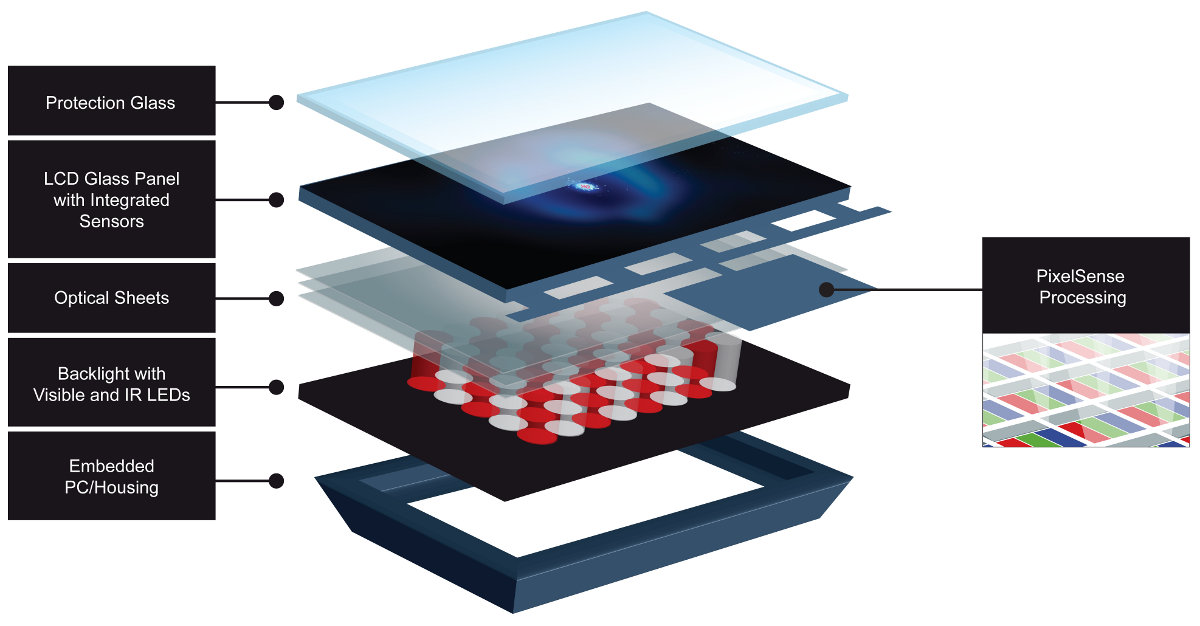 Protection Glass
LCD Glass Panel
with Integrated
Sensors
Optical Sheets
Backlight with
Visible and IR LEDs
Embedded
PC/Housing
PixelSense
Processing